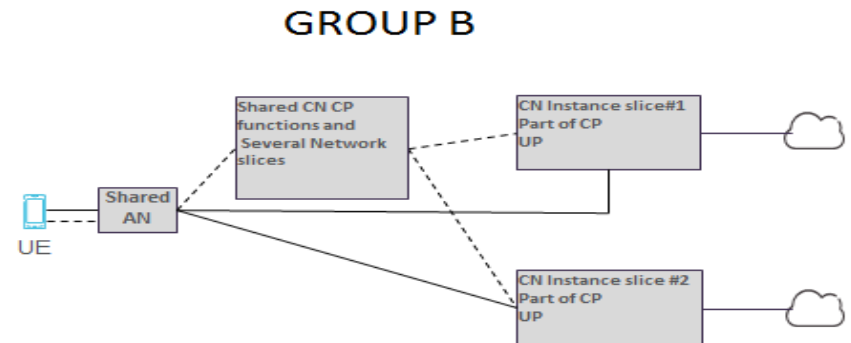 GROUP B
Shared CN CP
functions and
Several Network
slices
CN Instance slice#1
Part of CP
UP
Shared
AN
UE
CN Instance slice #2
Part of CP
UP